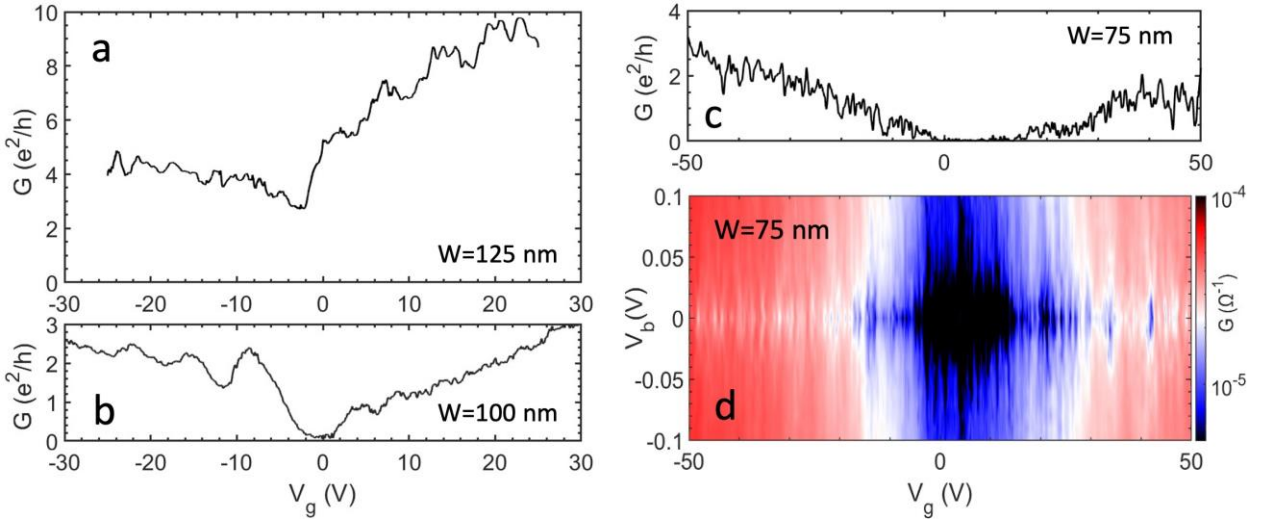 a
G (e²/h)
10
8
6
4
2
0
W=125 nm
-30 -20 -10 0 10 20 30
b
G (e²/h)
3
2
1
0
W=100 nm
-30 -20 -10 0 10 20 30
V_g (V)
c
G (e²/h)
4
2
0
W=75 nm
-50 0 50
d
W=75 nm
V_b(V)
0.1
0.05
0
-0.05
-0.1
-50 0 50
V_g (V)
10⁻⁴
G (Ω⁻¹)
10⁻⁵